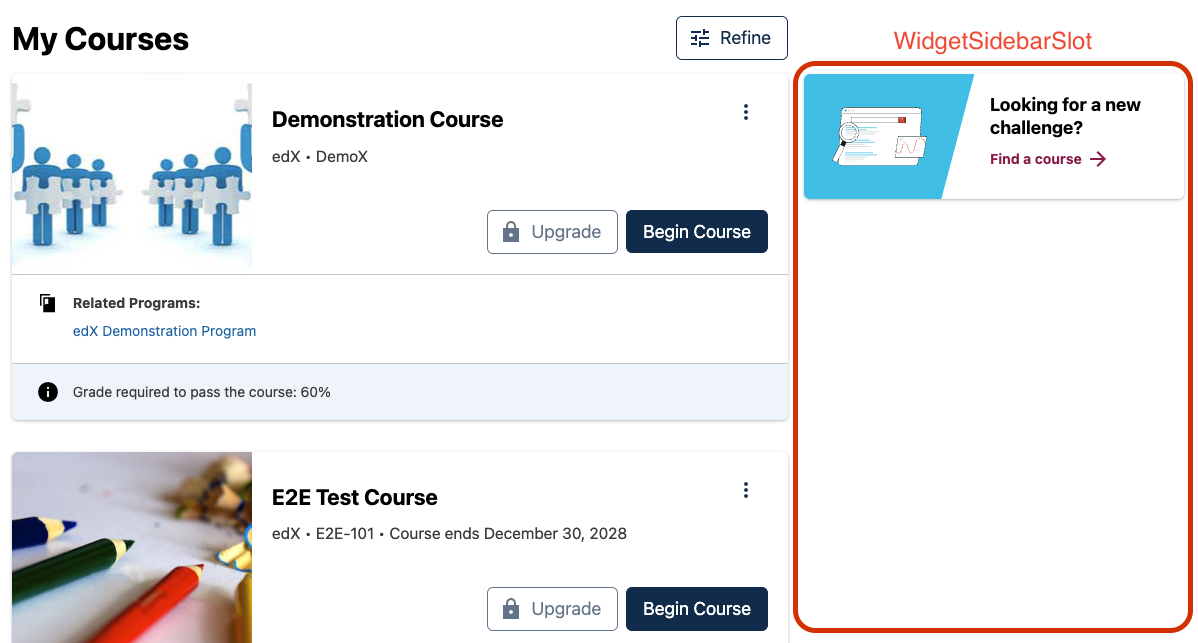 My Courses
Refine
WidgetSidebarSlot
Demonstration Course
edX • DemoX
Upgrade
Begin Course
Related Programs:
edX Demonstration Program
Grade required to pass the course: 60%
E2E Test Course
edX • E2E-101 • Course ends December 30, 2028
Upgrade
Begin Course
Looking for a new
challenge?
Find a course